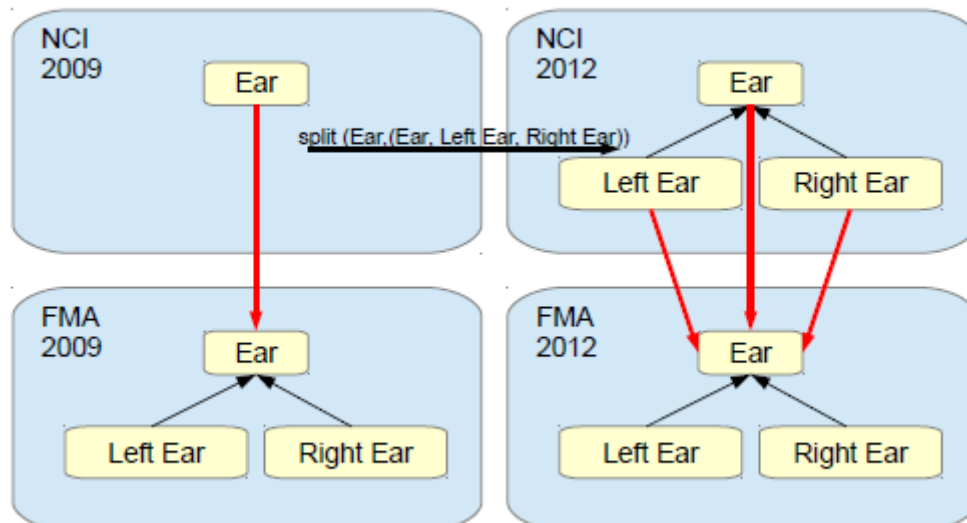 NCI
2009
Ear
NCI
2012
Ear
split (Ear,(Ear, Left Ear, Right Ear))
Left Ear
Right Ear
FMA
2009
Ear
Left Ear
Right Ear
FMA
2012
Ear
Left Ear
Right Ear